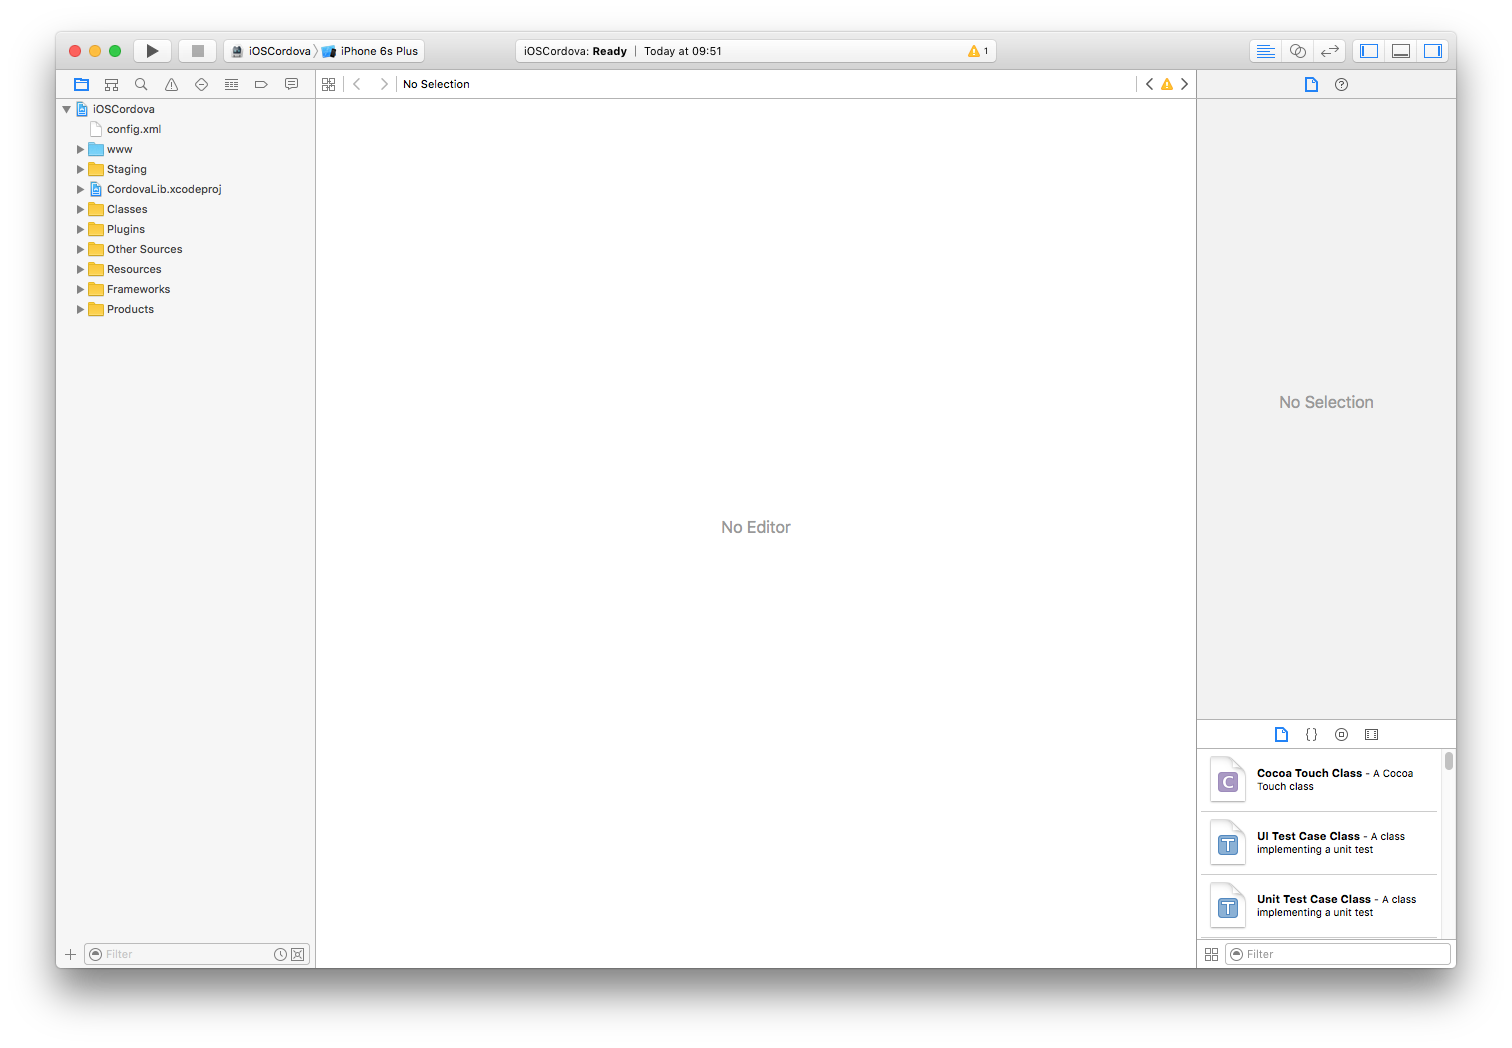 iOSCordova
iPhone 6s Plus
iOSCordova: Ready | Today at 09:51
1
No Selection
iOSCordova
config.xml
www
Staging
CordovaLib.xcodeproj
Classes
Plugins
Other Sources
Resources
Frameworks
Products
No Editor
No Selection
{}
C
Cocoa Touch Class - A Cocoa
Touch class
T
UI Test Case Class - A class
implementing a unit test
T
Unit Test Case Class - A class
implementing a unit test
Filter
Filter